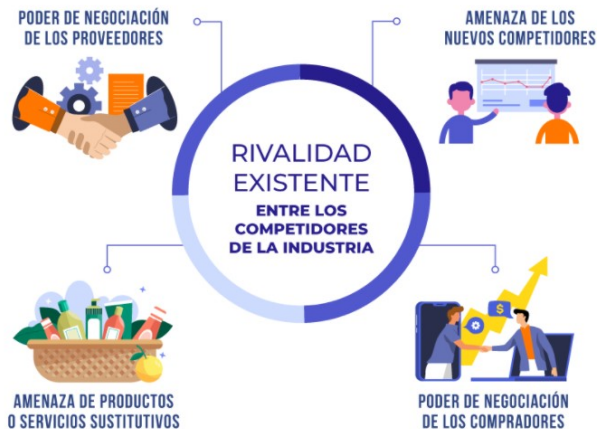 PODER DE NEGOCIACIÓN
DE LOS PROVEEDORES
AMENAZA DE LOS
NUEVOS COMPETIDORES
RIVALIDAD
EXISTENTE
ENTRE LOS
COMPETIDORES
DE LA INDUSTRIA
$
AMENAZA DE PRODUCTOS
O SERVICIOS SUSTITUTIVOS
PODER DE NEGOCIACIÓN
DE LOS COMPRADORES